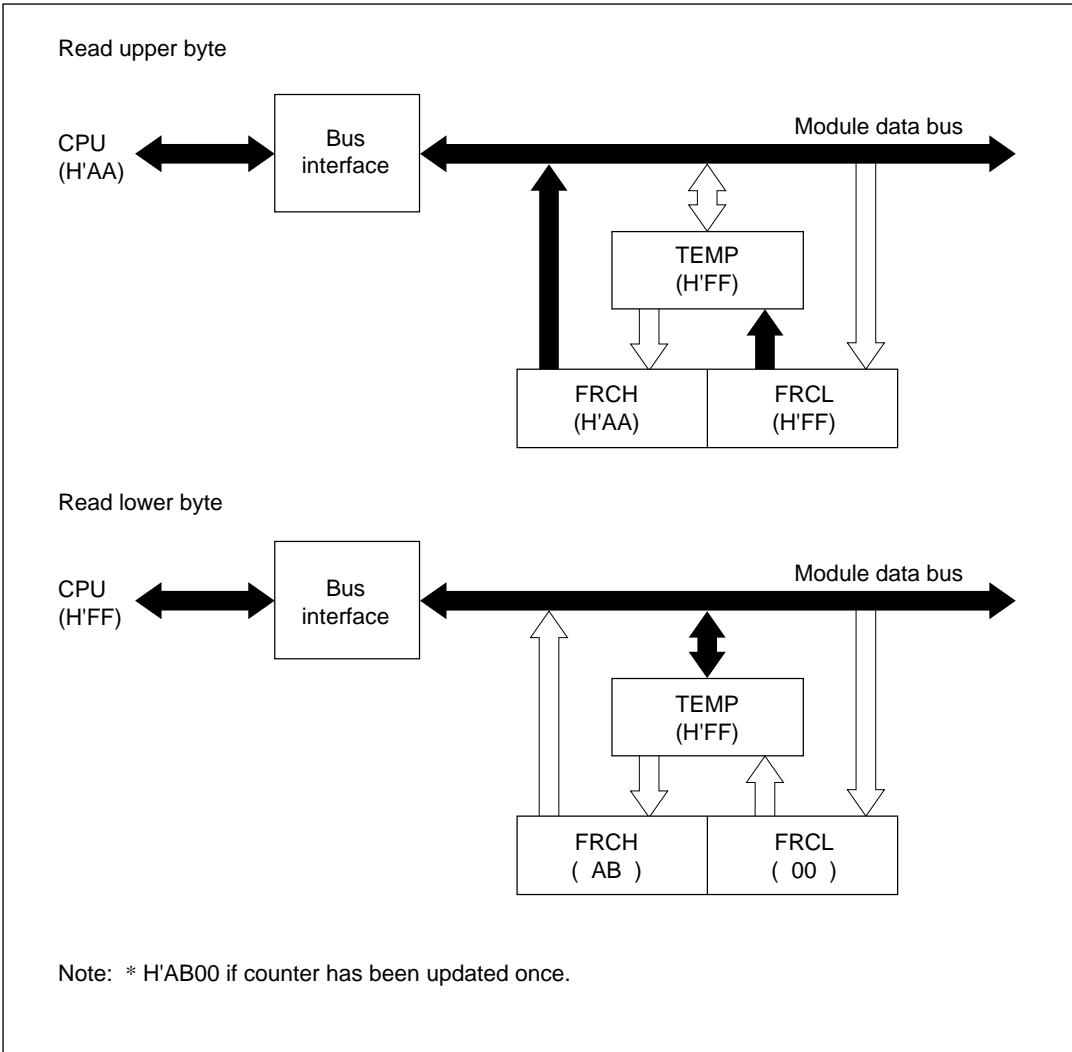 Read upper byte
CPU
(H'AA)
Bus
interface
Module data bus
TEMP
(H'FF)
FRCH
(H'AA)
FRCL
(H'FF)
Read lower byte
CPU
(H'FF)
Bus
interface
Module data bus
TEMP
(H'FF)
FRCH
( AB )
FRCL
( 00 )
Note: * H'AB00 if counter has been updated once.